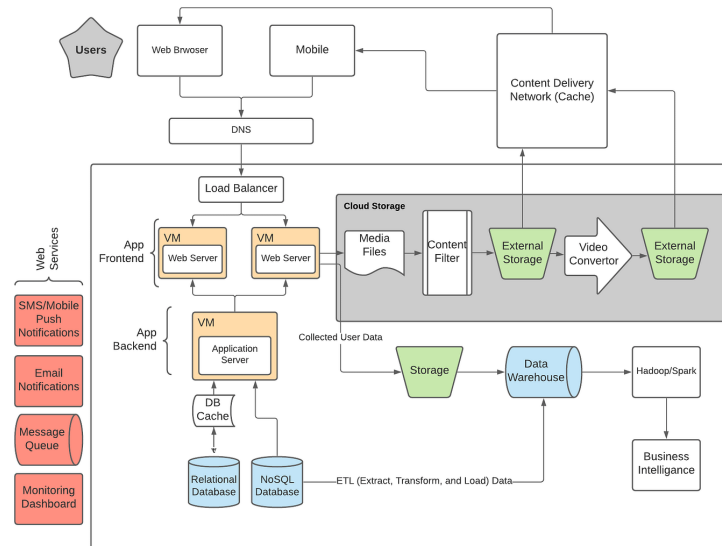 Users
Web Brwoser
Mobile
Content Delivery
Network (Cache)
DNS
Load Balancer
Cloud Storage
App
Frontend
VM
Web Server
VM
Web Server
Media
Files
Content
Filter
External
Storage
Video
Convertor
External
Storage
Web
Services
SMS/Mobile
Push
Notifications
Email
Notifications
Message
Queue
Monitoring
Dashboard
App
Backend
VM
Application
Server
Collected User Data
DB
Cache
Storage
Data
Warehouse
Hadoop/Spark
Business
Intelligance
Relational
Database
NoSQL
Database
ETL (Extract, Transform, and Load) Data